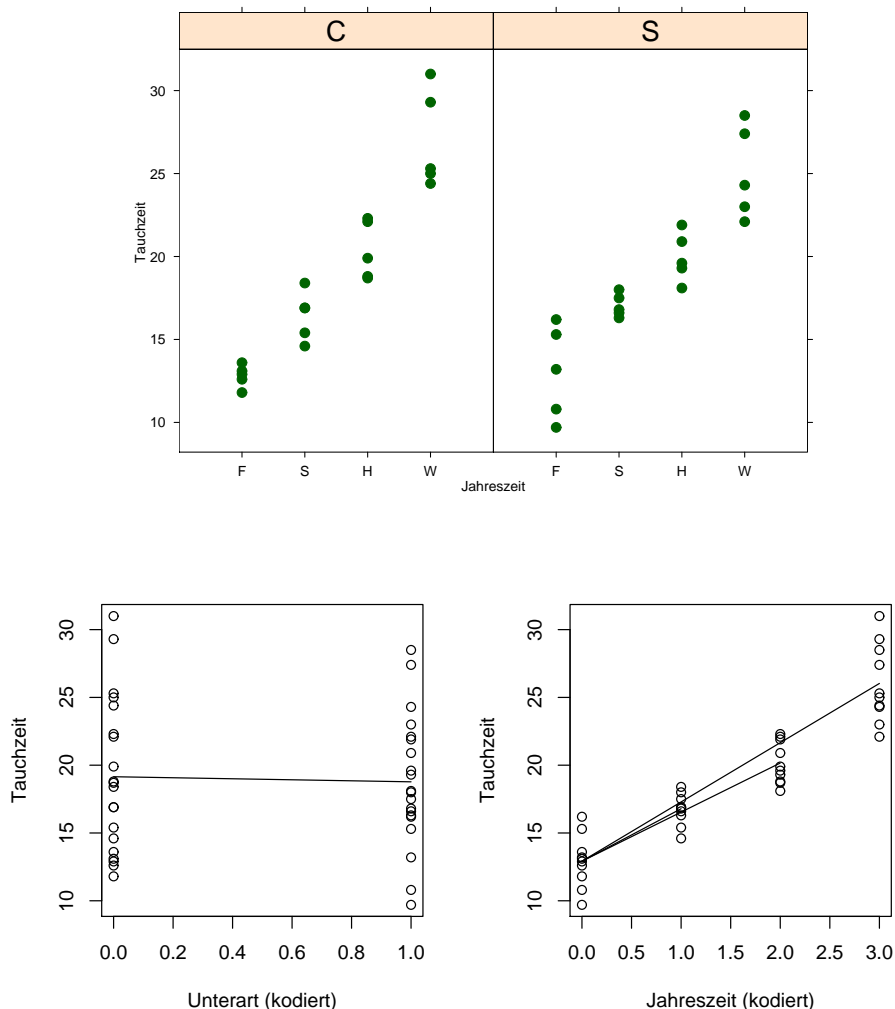 C S
30
25
20
15
10
Tauchzeit
F S H W F S H W
Jahreszeit
30
25
20
15
10
Tauchzeit
0.0 0.2 0.4 0.6 0.8 1.0
Unterart (kodiert)
30
25
20
15
10
Tauchzeit
0.0 0.5 1.0 1.5 2.0 2.5 3.0
Jahreszeit (kodiert)